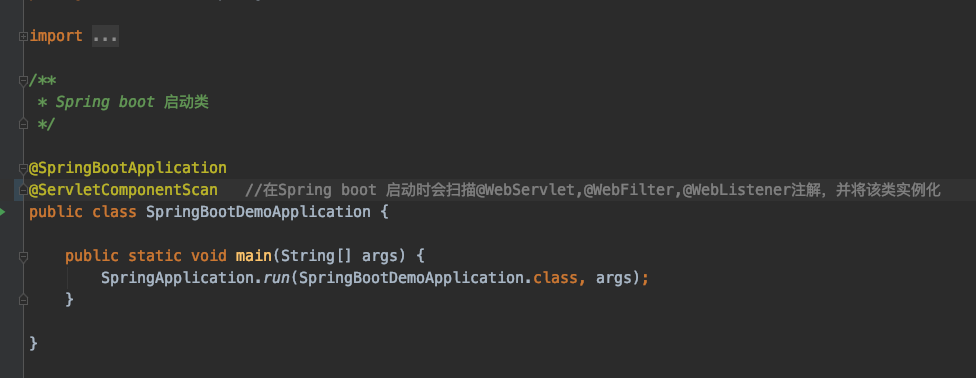 import ...
/**
 * Spring boot 启动类
 */
@SpringBootApplication
@ServletComponentScan   //在Spring boot 启动时会扫描@WebServlet,@WebFilter,@WebListener注解，并将该类实例化
public class SpringBootDemoApplication {
    public static void main(String[] args) {
        SpringApplication.run(SpringBootDemoApplication.class, args);
    }
}